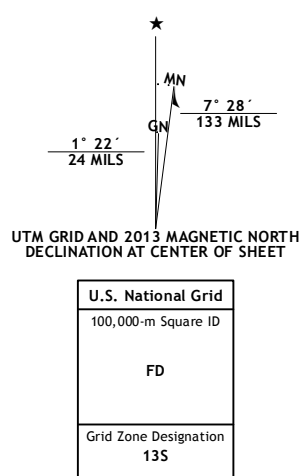 ★
MN
GN
7° 28´
133 MILS
1° 22´
24 MILS
UTM GRID AND 2013 MAGNETIC NORTH
DECLINATION AT CENTER OF SHEET
U.S. National Grid
100,000-m Square ID
FD
Grid Zone Designation
13S